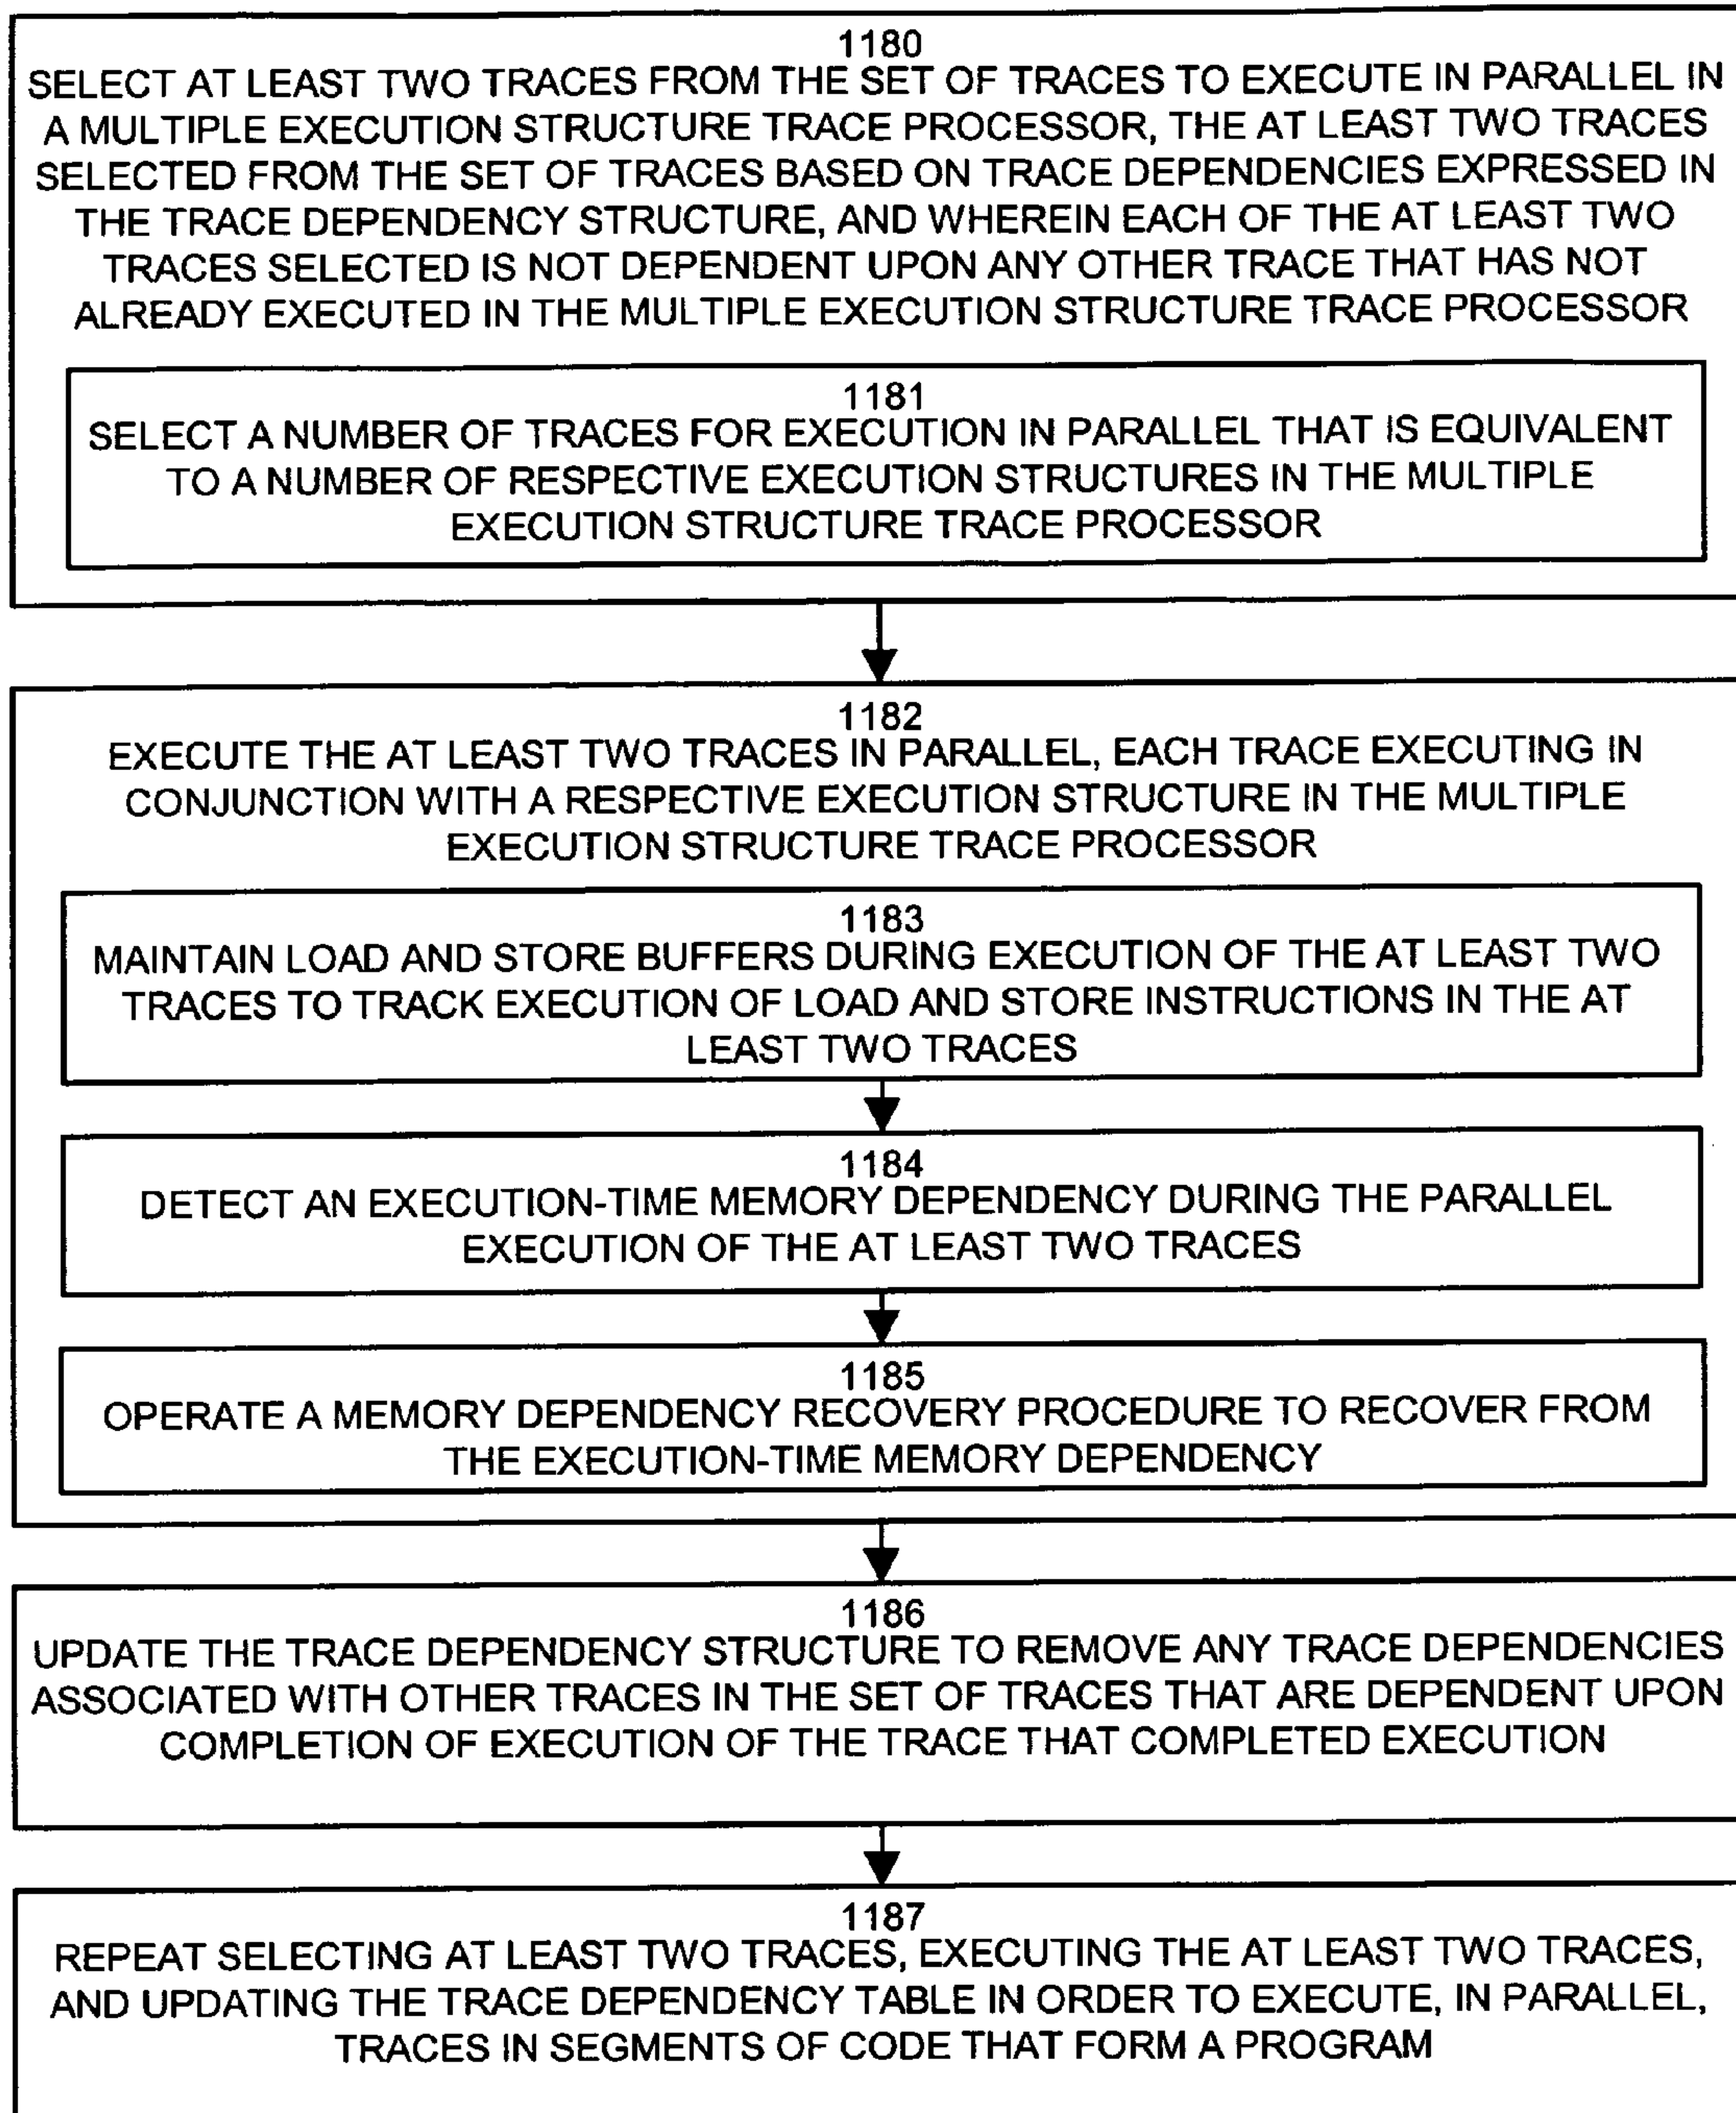 1180
SELECT AT LEAST TWO TRACES FROM THE SET OF TRACES TO EXECUTE IN PARALLEL IN
A MULTIPLE EXECUTION STRUCTURE TRACE PROCESSOR, THE AT LEAST TWO TRACES
SELECTED FROM THE SET OF TRACES BASED ON TRACE DEPENDENCIES EXPRESSED IN
THE TRACE DEPENDENCY STRUCTURE, AND WHEREIN EACH OF THE AT LEAST TWO
TRACES SELECTED IS NOT DEPENDENT UPON ANY OTHER TRACE THAT HAS NOT
ALREADY EXECUTED IN THE MULTIPLE EXECUTION STRUCTURE TRACE PROCESSOR
1181
SELECT A NUMBER OF TRACES FOR EXECUTION IN PARALLEL THAT IS EQUIVALENT
TO A NUMBER OF RESPECTIVE EXECUTION STRUCTURES IN THE MULTIPLE
EXECUTION STRUCTURE TRACE PROCESSOR
1182
EXECUTE THE AT LEAST TWO TRACES IN PARALLEL, EACH TRACE EXECUTING IN
CONJUNCTION WITH A RESPECTIVE EXECUTION STRUCTURE IN THE MULTIPLE
EXECUTION STRUCTURE TRACE PROCESSOR
1183
MAINTAIN LOAD AND STORE BUFFERS DURING EXECUTION OF THE AT LEAST TWO
TRACES TO TRACK EXECUTION OF LOAD AND STORE INSTRUCTIONS IN THE AT
LEAST TWO TRACES
1184
DETECT AN EXECUTION-TIME MEMORY DEPENDENCY DURING THE PARALLEL
EXECUTION OF THE AT LEAST TWO TRACES
1185
OPERATE A MEMORY DEPENDENCY RECOVERY PROCEDURE TO RECOVER FROM
THE EXECUTION-TIME MEMORY DEPENDENCY
1186
UPDATE THE TRACE DEPENDENCY STRUCTURE TO REMOVE ANY TRACE DEPENDENCIES
ASSOCIATED WITH OTHER TRACES IN THE SET OF TRACES THAT ARE DEPENDENT UPON
COMPLETION OF EXECUTION OF THE TRACE THAT COMPLETED EXECUTION
1187
REPEAT SELECTING AT LEAST TWO TRACES, EXECUTING THE AT LEAST TWO TRACES,
AND UPDATING THE TRACE DEPENDENCY TABLE IN ORDER TO EXECUTE, IN PARALLEL,
TRACES IN SEGMENTS OF CODE THAT FORM A PROGRAM